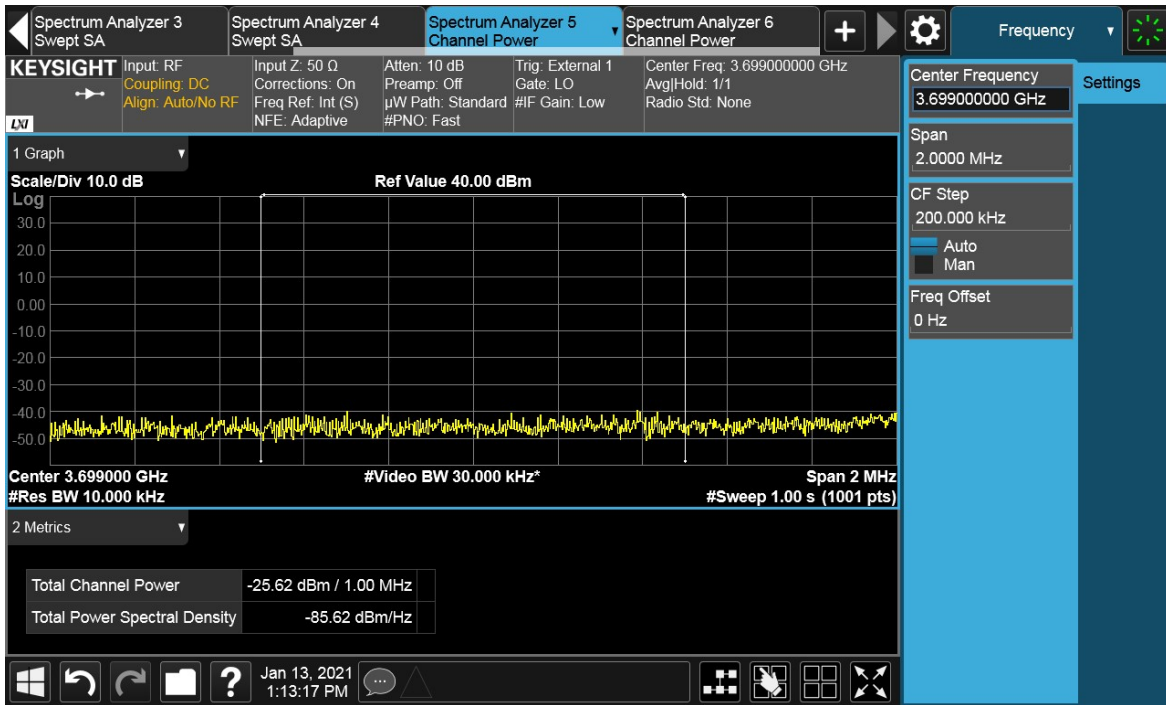 Spectrum Analyzer 3
Swept SA
Spectrum Analyzer 4
Swept SA
Spectrum Analyzer 5
Channel Power
Spectrum Analyzer 6
Channel Power
Frequency
KEYSIGHT
LXI
Input: RF
Coupling: DC
Align: Auto/No RF
Input Z: 50 Ω
Corrections: On
Freq Ref: Int (S)
NFE: Adaptive
Atten: 10 dB
Preamp: Off
µW Path: Standard
#PNO: Fast
Trig: External 1
Gate: LO
#IF Gain: Low
Center Freq: 3.699000000 GHz
Avg|Hold: 1/1
Radio Std: None
Center Frequency
3.699000000 GHz
Settings
Span
2.0000 MHz
CF Step
200.000 kHz
Auto
Man
Freq Offset
0 Hz
1 Graph
Scale/Div 10.0 dB
Ref Value 40.00 dBm
Log
30.0
20.0
10.0
0.00
-10.0
-20.0
-30.0
-40.0
-50.0
Center 3.699000 GHz
#Video BW 30.000 kHz*
Span 2 MHz
#Res BW 10.000 kHz
#Sweep 1.00 s (1001 pts)
2 Metrics
Total Channel Power -25.62 dBm / 1.00 MHz
Total Power Spectral Density -85.62 dBm/Hz
?
Jan 13, 2021
1:13:17 PM